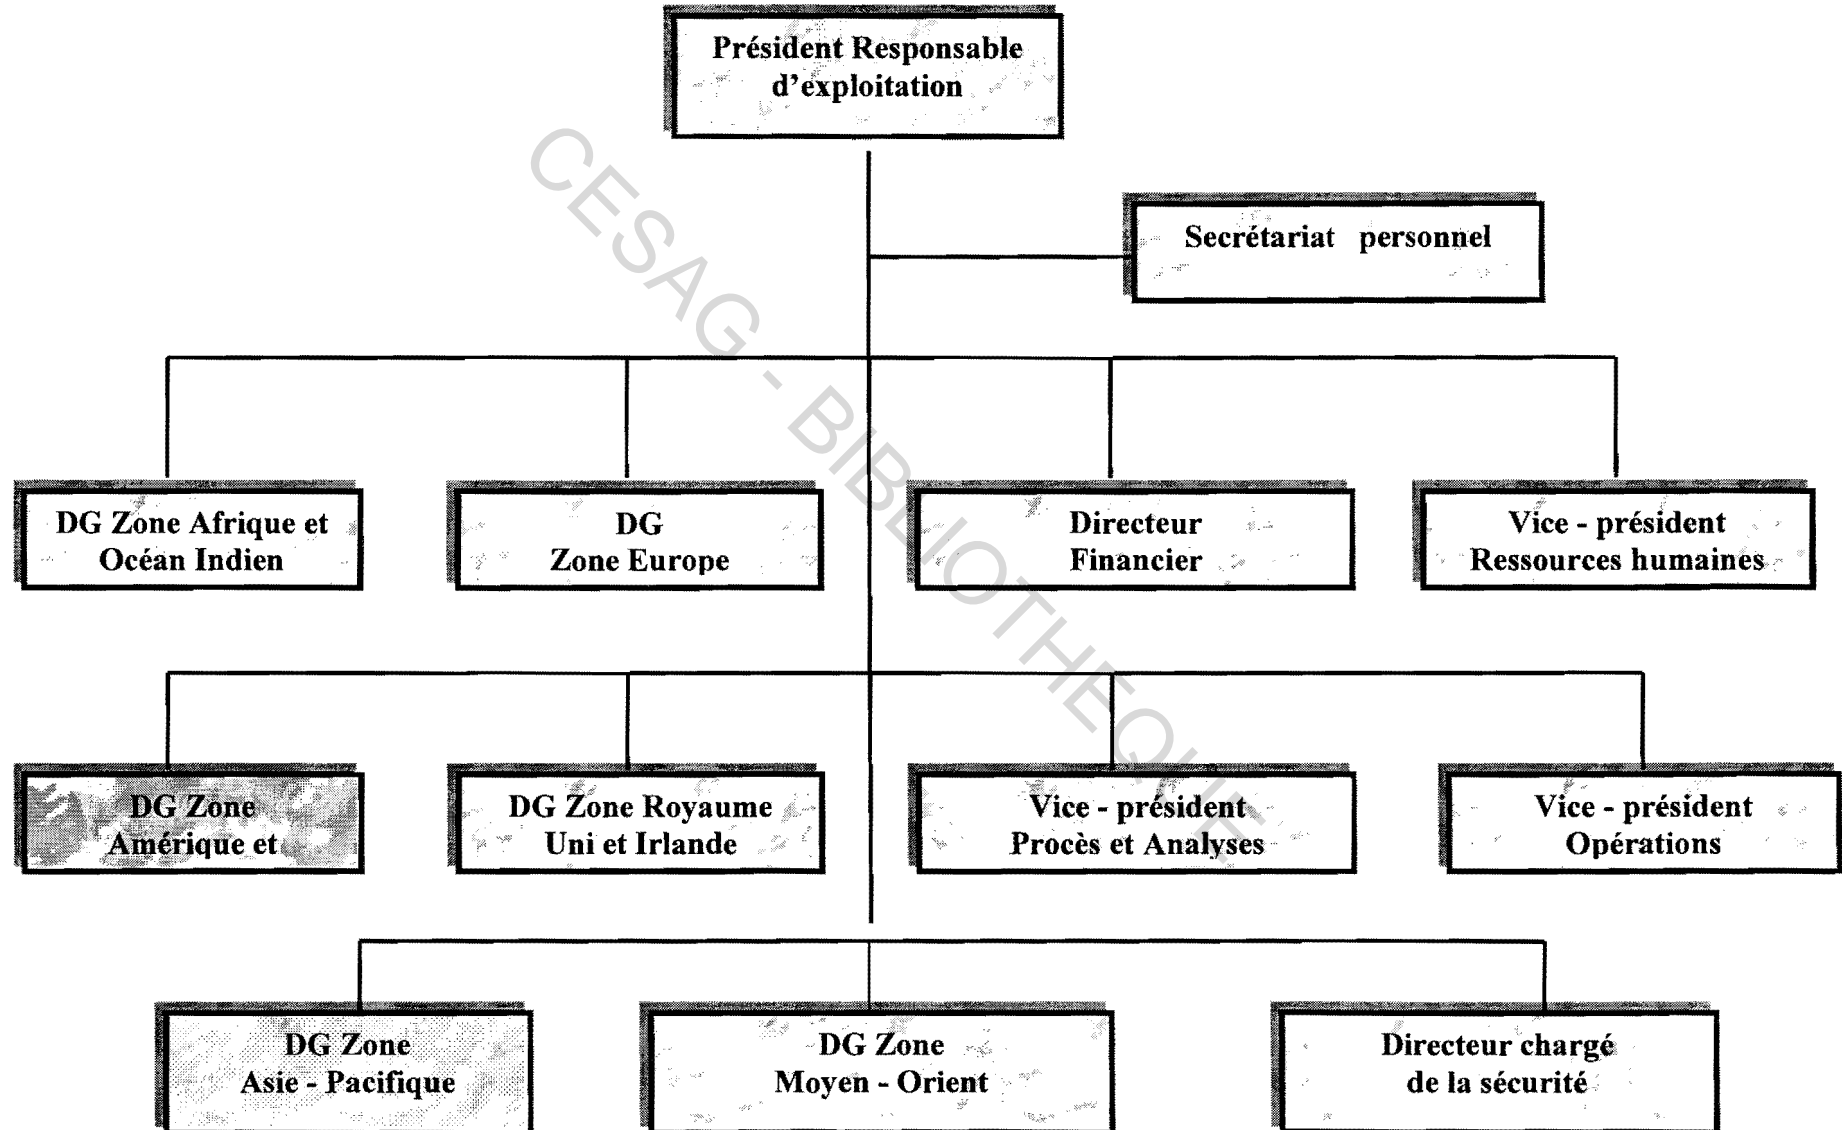 Président Responsable
d'exploitation
Secrétariat personnel
DG Zone Afrique et
Océan Indien
DG
Zone Europe
Directeur
Financier
Vice - président
Ressources humaines
DG Zone
Amérique et
DG Zone Royaume
Uni et Irlande
Vice - président
Procès et Analyses
Vice - président
Opérations
DG Zone
Asie - Pacifique
DG Zone
Moyen - Orient
Directeur chargé
de la sécurité
CESAG - BIBLIOTHEQUE